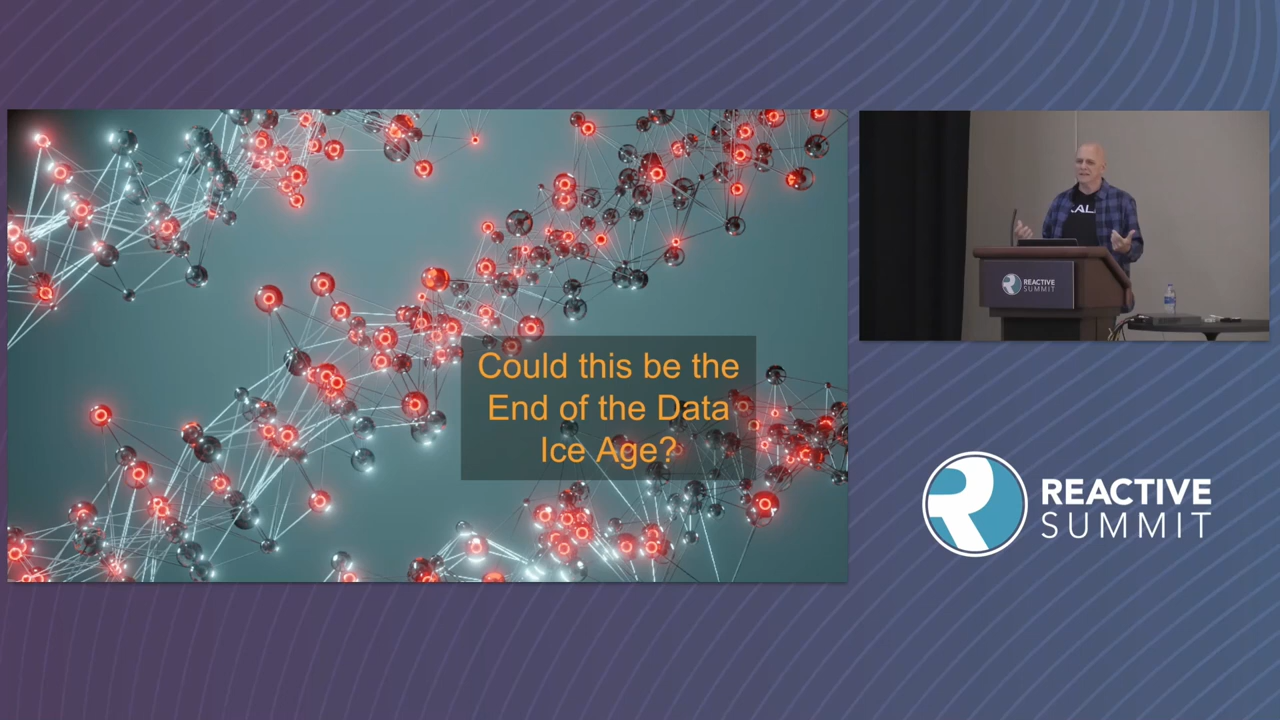 Could this be the
End of the Data
Ice Age?
REACTIVE
SUMMIT
REACTIVE
SUMMIT